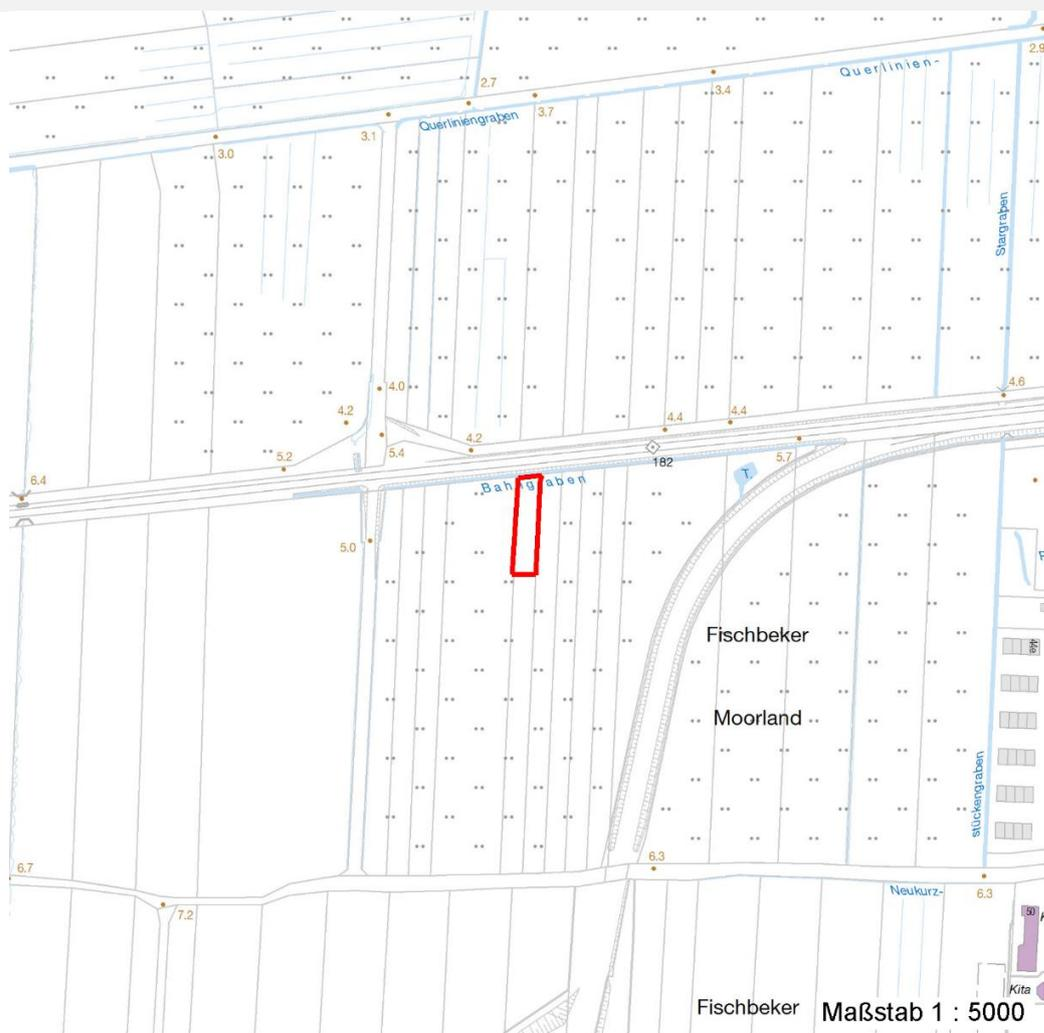 2.9
Querlinien-
2.7
3.4
3.7
Querliniengraben
3.1
3.0
Stargraben
4.6
4.0
4.2
4.4
4.4
4.2
5.4
5.7
5.2
182
T.
6.4
Bahngraben
5.0
Fischbeker
Moorland
stückengraben
6.3
6.7
Neukurz-
6.3
7.2
50
Kita
Fischbeker
Maßstab 1 : 5000